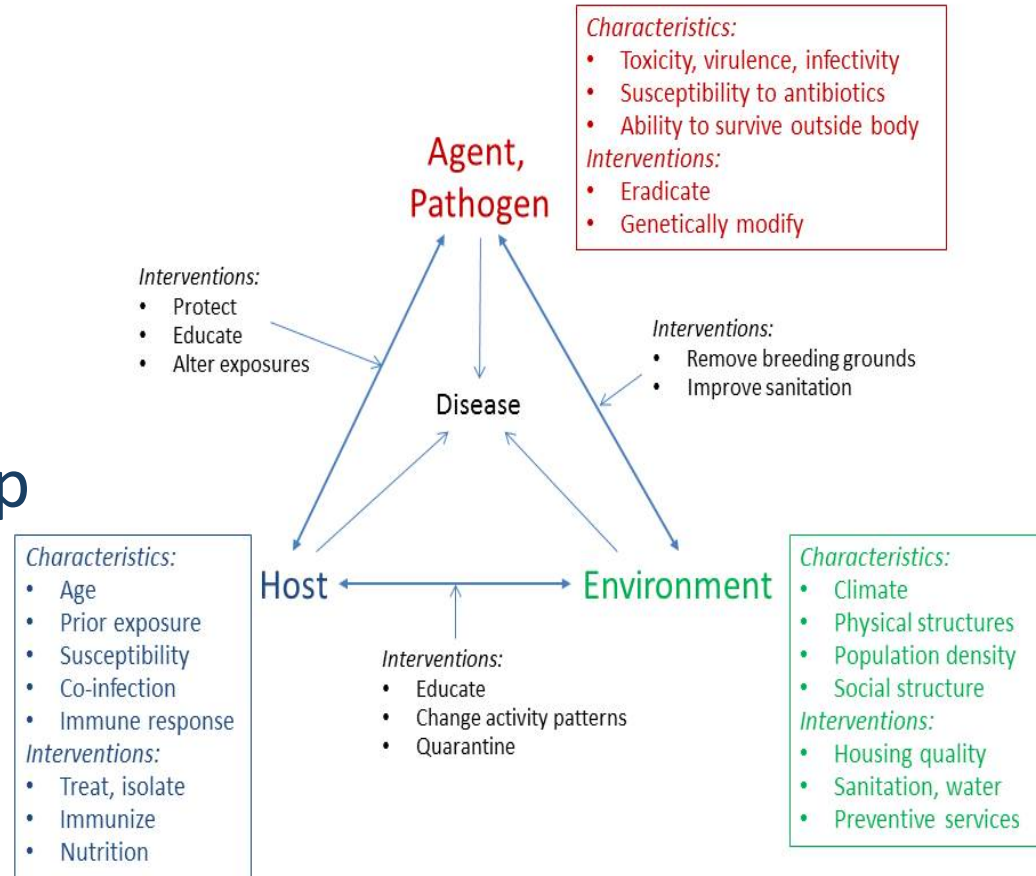 Characteristics:
• Toxicity, virulence, infectivity
• Susceptibility to antibiotics
• Ability to survive outside body
Interventions:
• Eradicate
• Genetically modify
Agent,
Pathogen
Interventions:
• Protect
• Educate
• Alter exposures
Interventions:
• Remove breeding grounds
• Improve sanitation
Disease
p
Characteristics:
• Age
• Prior exposure
• Susceptibility
• Co-infection
• Immune response
Interventions:
• Treat, isolate
• Immunize
• Nutrition
Host
Environment
Interventions:
• Educate
• Change activity patterns
• Quarantine
Characteristics:
• Climate
• Physical structures
• Population density
• Social structure
Interventions:
• Housing quality
• Sanitation, water
• Preventive services